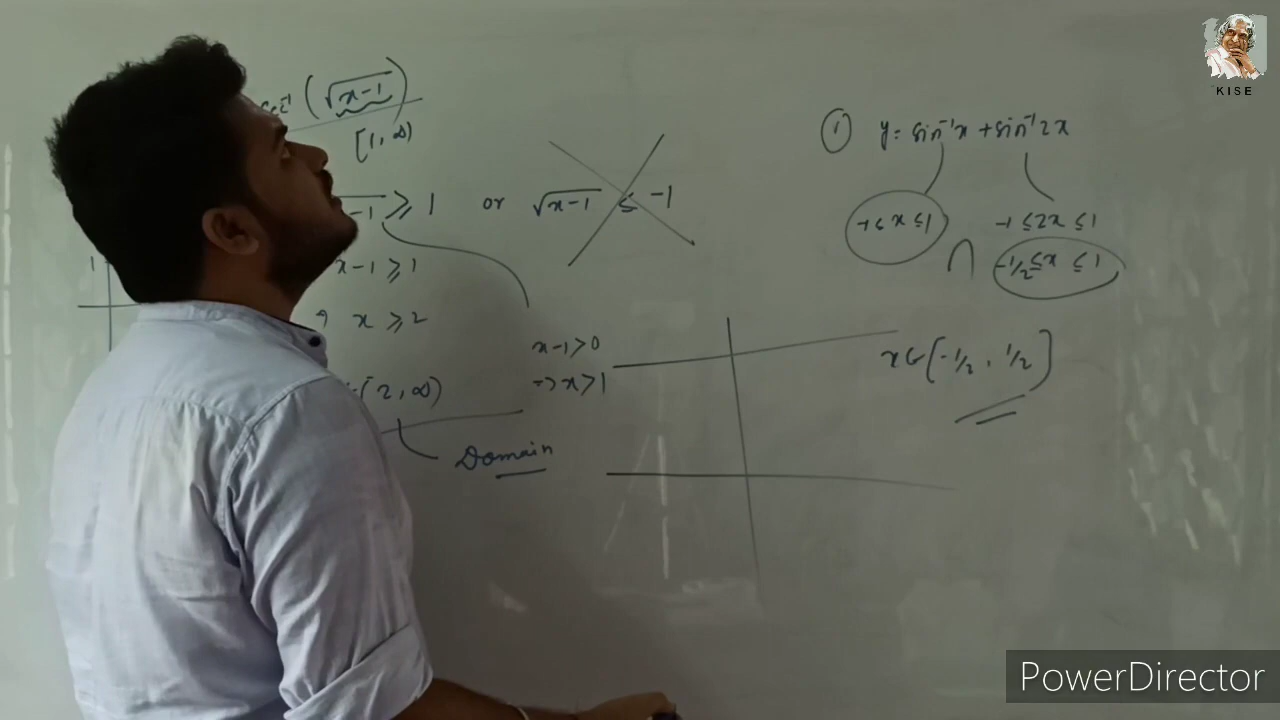 (√x-1)
[1, ∞)
-1 ≥ 1 or √x-1 ≤ -1
x-1 ≥ 1
x ≥ 2
[2, ∞)
Domain
x-1>0
=> x>1
1
① y = sin⁻¹x + sin⁻¹2x
-1 ≤ x ≤ 1 -1 ≤ 2x ≤ 1
∩ -1/2 ≤ x ≤ 1
x ∈ [-1/2, 1/2]
KISE
PowerDirector